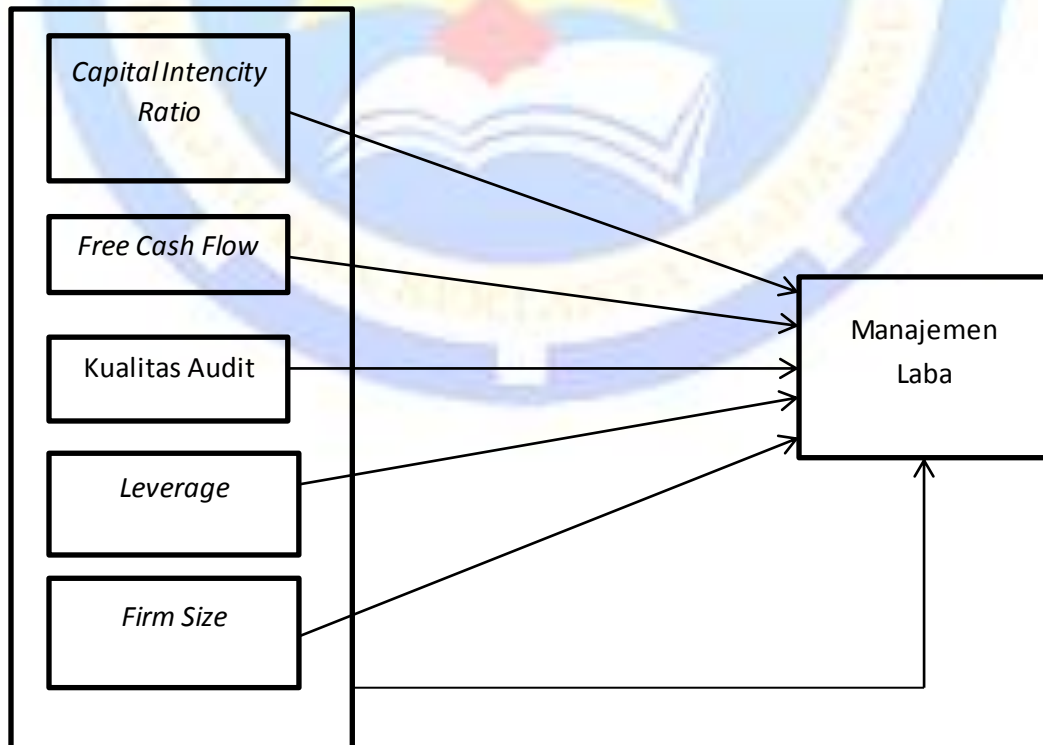 Capital Intencity
Ratio
Free Cash Flow
Kualitas Audit
Leverage
Firm Size
Manajemen
Laba